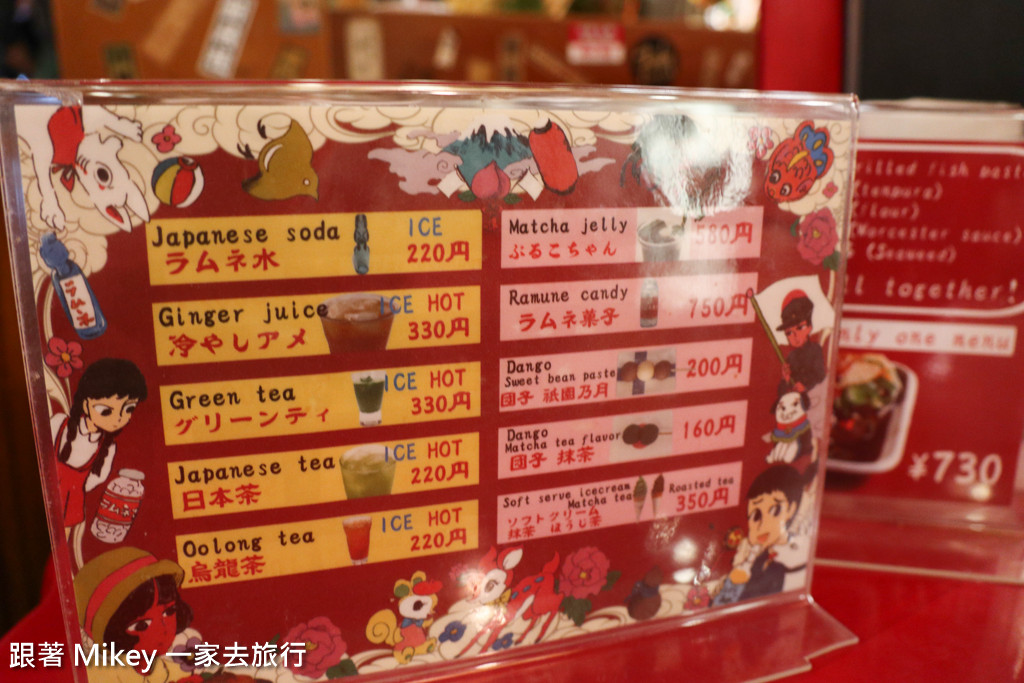 Japanese soda
ICE
ラムネ水
220円
Ginger juice
ICE HOT
冷やしアメ
330円
Green tea
ICE HOT
グリーンティ
330円
Japanese tea
ICE HOT
日本茶
220円
Oolong tea
ICE HOT
烏龍茶
220円
Matcha jelly
580円
ぷるこちゃん
Ramune candy
750円
ラムネ菓子
Dango
200円
Sweet bean paste
団子 祇園乃月
Dango
160円
Matcha tea flavor
団子 抹茶
Soft serve icecream
Roasted tea
Matcha tea
350円
ソフトクリーム
抹茶 ほうじ茶
ラムネ
rilled fish past
(tempura)
(flour)
(Worcester sauce)
(Seaweed)
l together!
nly one menu
¥730
跟著 Mikey 一家去旅行